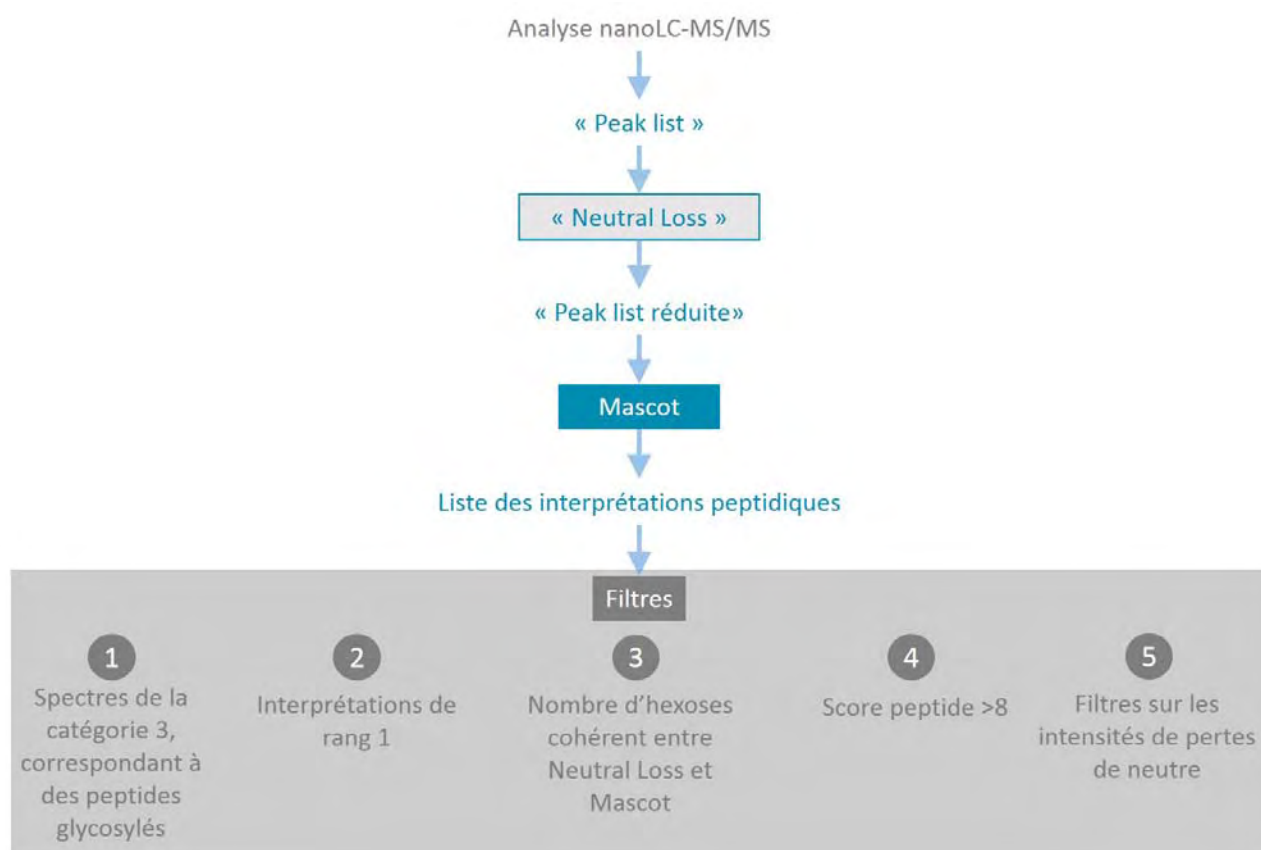 Analyse nanoLC-MS/MS
« Peak list »
« Neutral Loss »
« Peak list réduite»
Mascot
Liste des interprétations peptidiques
Filtres
1
Spectres de la
catégorie 3,
correspondant à
des peptides
glycosylés
2
Interprétations de
rang 1
3
Nombre d’hexoses
cohérent entre
Neutral Loss et
Mascot
4
Score peptide >8
5
Filtres sur les
intensités de pertes
de neutre